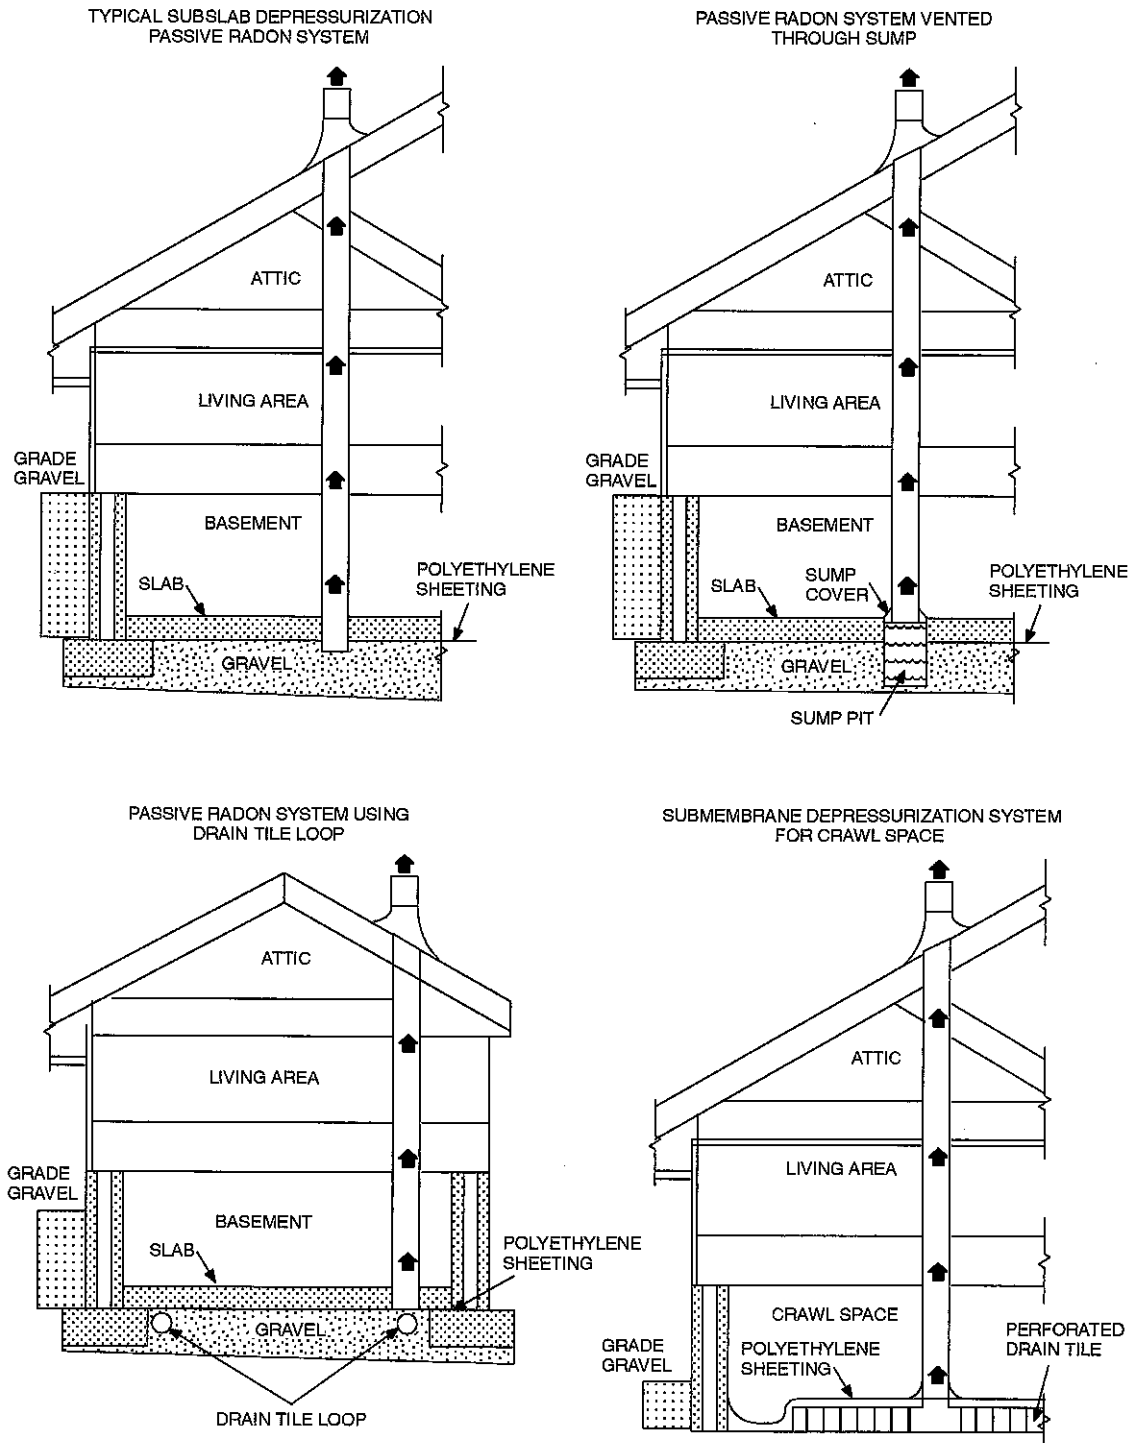 TYPICAL SUBSLAB DEPRESSURIZATION
PASSIVE RADON SYSTEM
ATTIC
LIVING AREA
GRADE
GRAVEL
BASEMENT
SLAB
POLYETHYLENE
SHEETING
GRAVEL
PASSIVE RADON SYSTEM VENTED
THROUGH SUMP
ATTIC
LIVING AREA
GRADE
GRAVEL
BASEMENT
SLAB
SUMP
COVER
POLYETHYLENE
SHEETING
GRAVEL
SUMP PIT
PASSIVE RADON SYSTEM USING
DRAIN TILE LOOP
ATTIC
LIVING AREA
GRADE
GRAVEL
BASEMENT
SLAB
POLYETHYLENE
SHEETING
GRAVEL
DRAIN TILE LOOP
SUBMEMBRANE DEPRESSURIZATION SYSTEM
FOR CRAWL SPACE
ATTIC
LIVING AREA
CRAWL SPACE
GRADE
GRAVEL
POLYETHYLENE
SHEETING
PERFORATED
DRAIN TILE